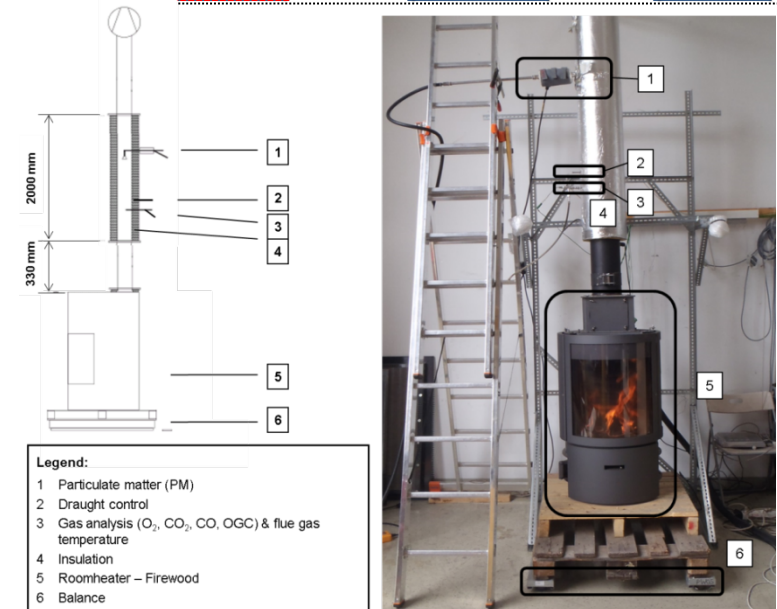 1
2
3
4
5
6
2000 mm
330 mm
Legend:
1 Particulate matter (PM)
2 Draught control
3 Gas analysis (O₂, CO₂, CO, OGC) & flue gas
temperature
4 Insulation
5 Roomheater – Firewood
6 Balance
1
2
3
4
5
6